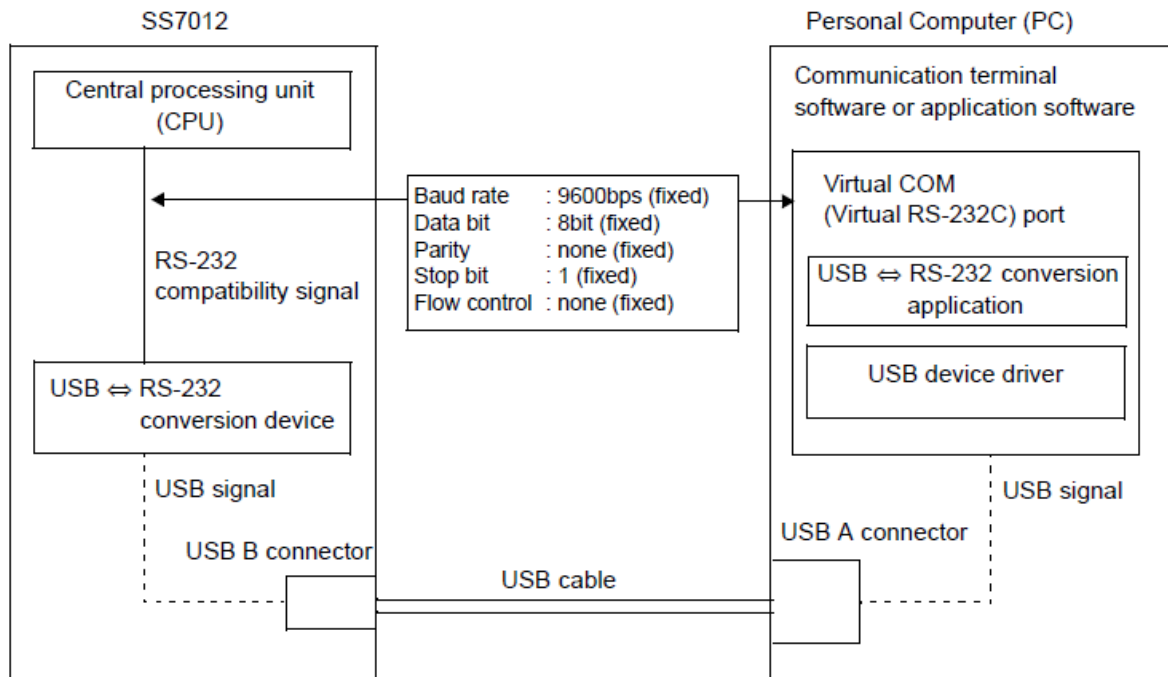 SS7012
Central processing unit
(CPU)
RS-232
compatibility signal
USB ⇔ RS-232
conversion device
USB signal
USB B connector
Baud rate : 9600bps (fixed)
Data bit : 8bit (fixed)
Parity : none (fixed)
Stop bit : 1 (fixed)
Flow control : none (fixed)
USB cable
Personal Computer (PC)
Communication terminal
software or application software
Virtual COM
(Virtual RS-232C) port
USB ⇔ RS-232 conversion
application
USB device driver
USB signal
USB A connector